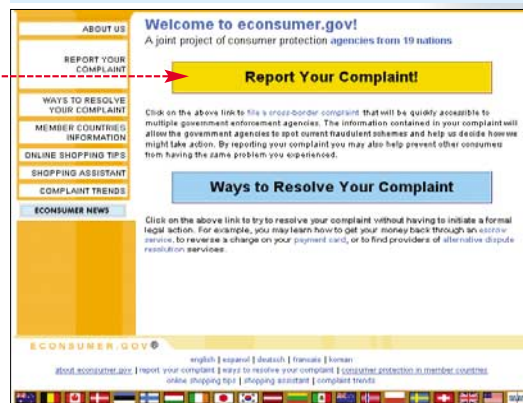 ABOUT US
REPORT YOUR
COMPLAINT
WAYS TO RESOLVE
YOUR COMPLAINT
MEMBER COUNTRIES
INFORMATION
ONLINE SHOPPING TIPS
SHOPPING ASSISTANT
COMPLAINT TRENDS
ECONSUMER NEWS
Welcome to econsumer.gov!
A joint project of consumer protection agencies from 19 nations
Report Your Complaint!
Click on the above link to file a cross-border complaint that will be quickly accessible to
multiple government enforcement agencies. The information contained in your complaint will
allow the government agencies to spot current fraudulent schemes and help us decide how we
might take action. By reporting your complaint you may also help prevent other consumers
from having the same problem you experienced.
Ways to Resolve Your Complaint
Click on the above link to try to resolve your complaint without having to initiate a formal
legal action. For example, you may learn how to get your money back through an escrow
service, to reverse a charge on your payment card, or to find providers of alternative dispute
resolution services.
ECONSUMER.GOV
english | espanol | deutsch | francais | korean
about econsumer.gov | report your complaint | ways to resolve your complaint | consumer protection in member countries
online shopping tips | shopping assistant | complaint trends